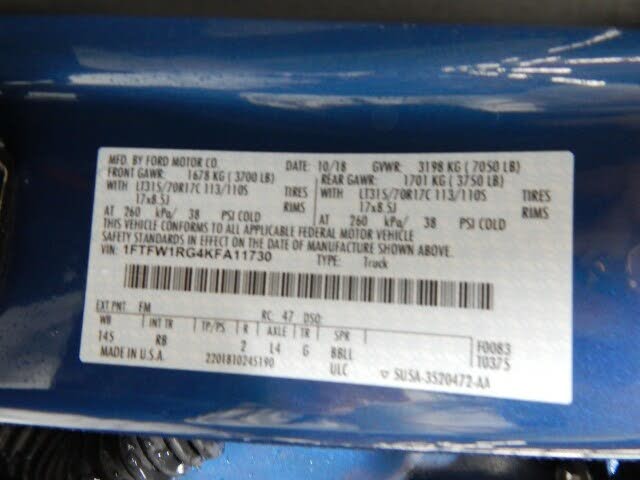 MFD. BY FORD MOTOR CO. DATE: 10/18 GVWR: 3198 KG ( 7050 LB)
FRONT GAWR: 1678 KG ( 3700 LB) REAR GAWR: 1701 KG ( 3750 LB)
WITH LT315/70R17C 113/110S TIRES WITH LT315/70R17C 113/110S TIRES
17x8.5J RIMS 17x8.5J RIMS
AT 260 kPa/ 38 PSI COLD AT 260 kPa/ 38 PSI COLD
THIS VEHICLE CONFORMS TO ALL APPLICABLE FEDERAL MOTOR VEHICLE
SAFETY STANDARDS IN EFFECT ON THE DATE OF MANUFACTURE SHOWN ABOVE.
VIN: 1FTFW1RG4KFA11730 TYPE: Truck
EXT PNT: FM RC: 47 DSO:
WB INT TR TP/PS R AXLE TR SPR F0083
145 RB 2 L4 G BBLL T0375
MADE IN U.S.A. 2201810245190 ULC ▽ SU5A-3520472-AA